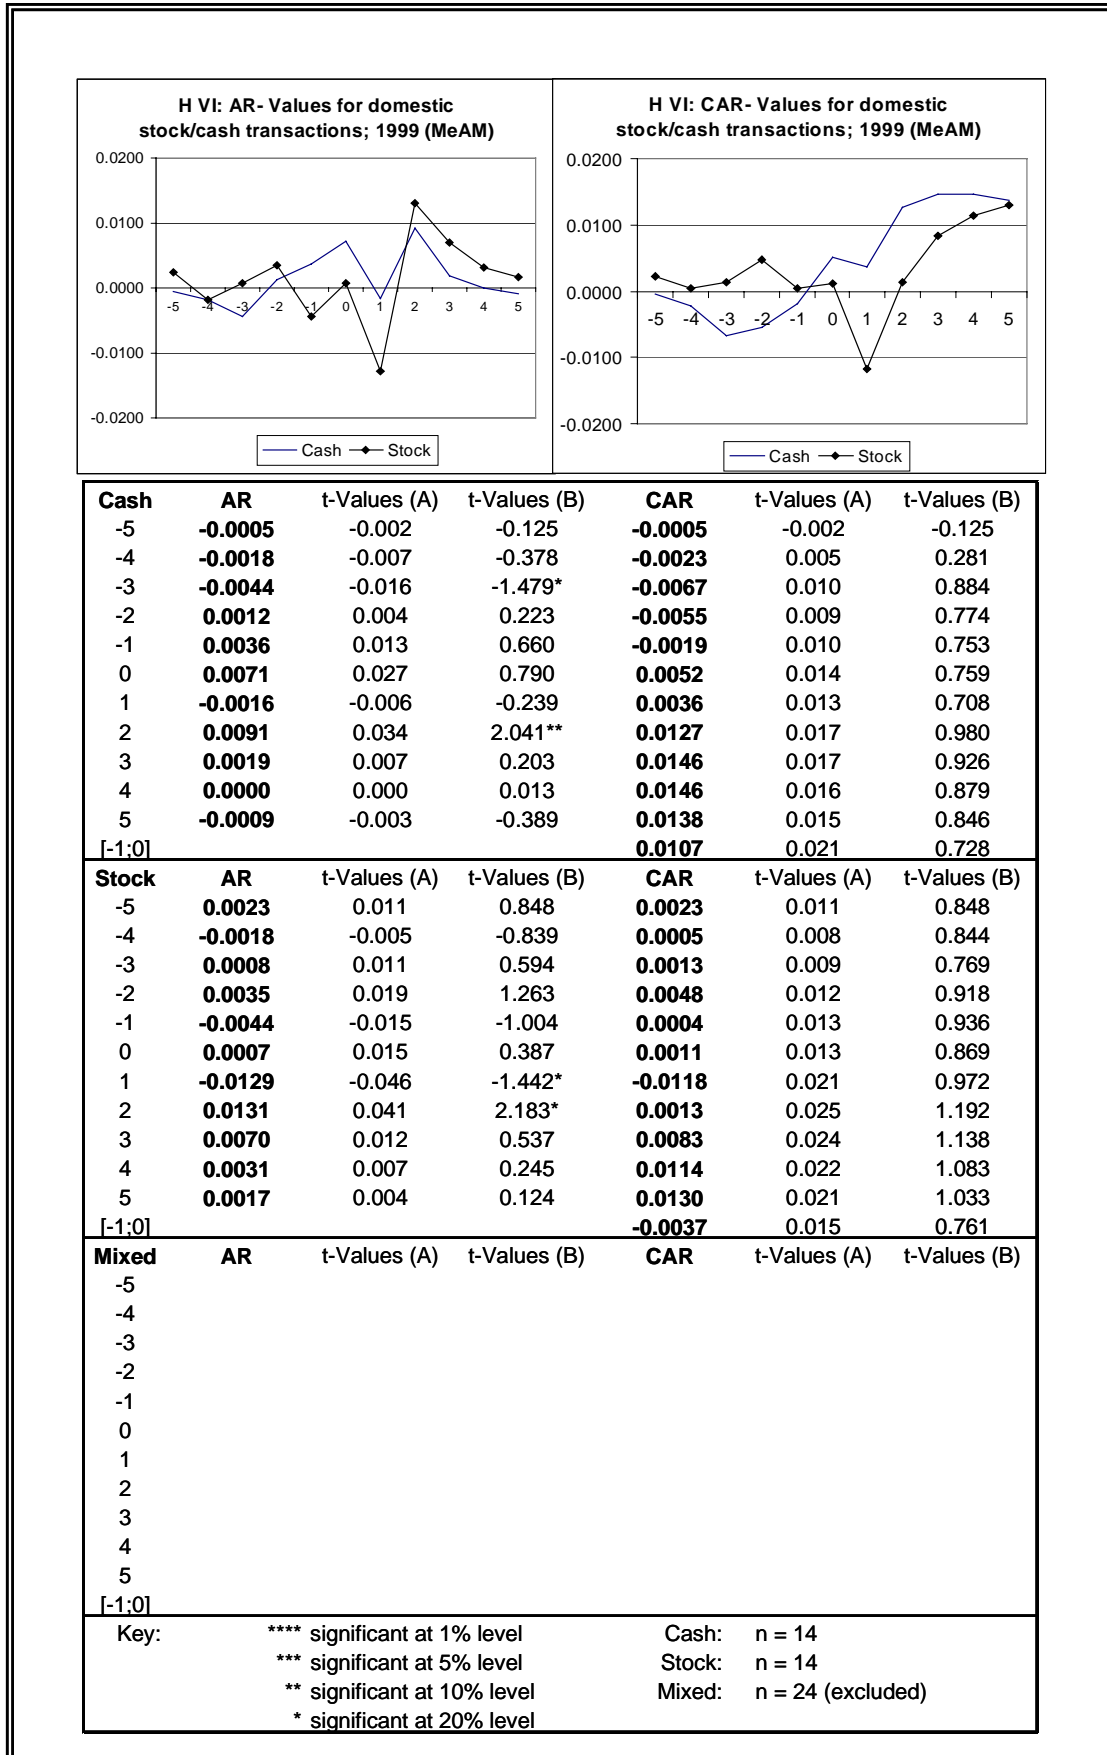 H VI: AR- Values for domestic
stock/cash transactions; 1999 (MeAM)
0.0200
0.0100
0.0000
-0.0100
-0.0200
-5 -4 -3 -2 -1 0 1 2 3 4 5
Cash Stock
H VI: CAR- Values for domestic
stock/cash transactions; 1999 (MeAM)
0.0200
0.0100
0.0000
-0.0100
-0.0200
-5 -4 -3 -2 -1 0 1 2 3 4 5
Cash Stock
Cash AR t-Values (A) t-Values (B) CAR t-Values (A) t-Values (B)
-5 -0.0005 -0.002 -0.125 -0.0005 -0.002 -0.125
-4 -0.0018 -0.007 -0.378 -0.0023 0.005 0.281
-3 -0.0044 -0.016 -1.479* -0.0067 0.010 0.884
-2 0.0012 0.004 0.223 -0.0055 0.009 0.774
-1 0.0036 0.013 0.660 -0.0019 0.010 0.753
0 0.0071 0.027 0.790 0.0052 0.014 0.759
1 -0.0016 -0.006 -0.239 0.0036 0.013 0.708
2 0.0091 0.034 2.041** 0.0127 0.017 0.980
3 0.0019 0.007 0.203 0.0146 0.017 0.926
4 0.0000 0.000 0.013 0.0146 0.016 0.879
5 -0.0009 -0.003 -0.389 0.0138 0.015 0.846
[-1;0] 0.0107 0.021 0.728
Stock AR t-Values (A) t-Values (B) CAR t-Values (A) t-Values (B)
-5 0.0023 0.011 0.848 0.0023 0.011 0.848
-4 -0.0018 -0.005 -0.839 0.0005 0.008 0.844
-3 0.0008 0.011 0.594 0.0013 0.009 0.769
-2 0.0035 0.019 1.263 0.0048 0.012 0.918
-1 -0.0044 -0.015 -1.004 0.0004 0.013 0.936
0 0.0007 0.015 0.387 0.0011 0.013 0.869
1 -0.0129 -0.046 -1.442* -0.0118 0.021 0.972
2 0.0131 0.041 2.183* 0.0013 0.025 1.192
3 0.0070 0.012 0.537 0.0083 0.024 1.138
4 0.0031 0.007 0.245 0.0114 0.022 1.083
5 0.0017 0.004 0.124 0.0130 0.021 1.033
[-1;0] -0.0037 0.015 0.761
Mixed AR t-Values (A) t-Values (B) CAR t-Values (A) t-Values (B)
-5
-4
-3
-2
-1
0
1
2
3
4
5
[-1;0]
Key: **** significant at 1% level Cash: n = 14
*** significant at 5% level Stock: n = 14
** significant at 10% level Mixed: n = 24 (excluded)
* significant at 20% level